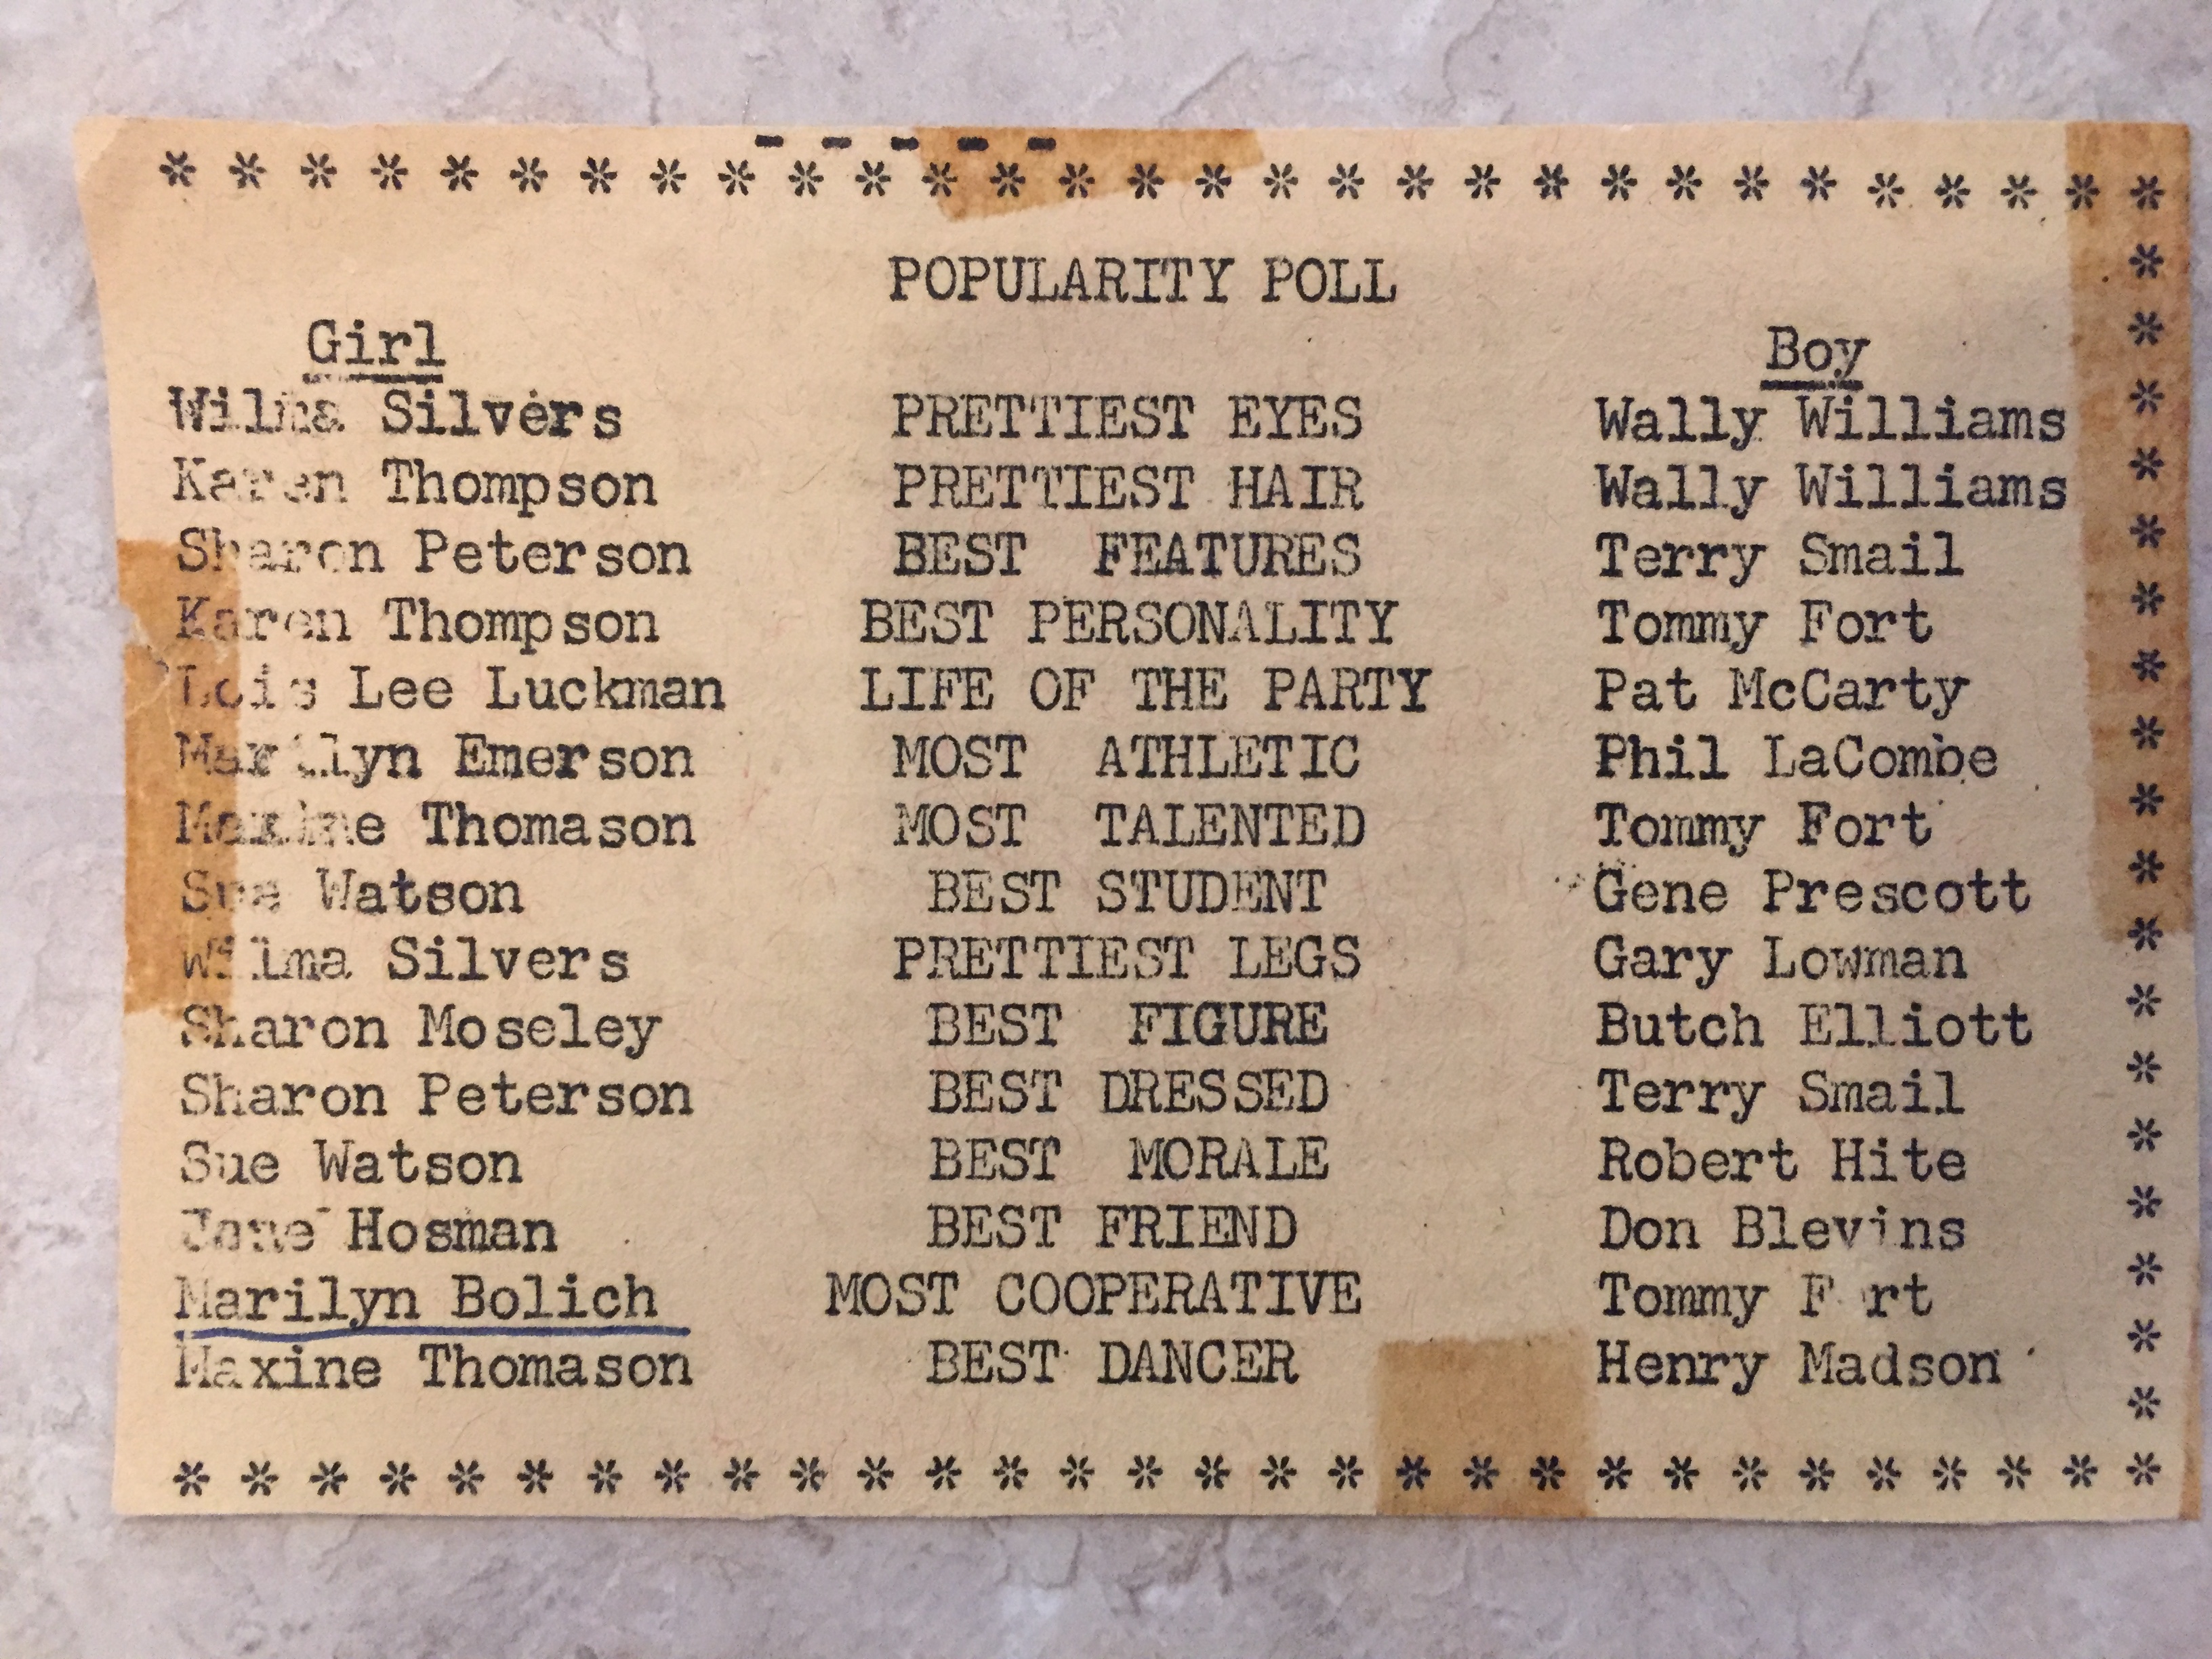 - - - - -
* * * * * * * * * * * * * * * * * * * * * * * * * * * * * *
POPULARITY POLL
Girl Boy
Wilma Silvers PRETTIEST EYES Wally Williams
Karen Thompson PRETTIEST HAIR Wally Williams
Sharon Peterson BEST FEATURES Terry Smail
Karen Thompson BEST PERSONALITY Tommy Fort
Lois Lee Luckman LIFE OF THE PARTY Pat McCarty
Marilyn Emerson MOST ATHLETIC Phil LaCombe
Maxine Thomason MOST TALENTED Tommy Fort
Sue Watson BEST STUDENT Gene Prescott
Wilma Silvers PRETTIEST LEGS Gary Lowman
Sharon Moseley BEST FIGURE Butch Elliott
Sharon Peterson BEST DRESSED Terry Smail
Sue Watson BEST MORALE Robert Hite
Jane Hosman BEST FRIEND Don Blevins
Marilyn Bolich MOST COOPERATIVE Tommy Fort
Maxine Thomason BEST DANCER Henry Madson
* * * * * * * * * * * * * * * * * * * * * * * * * * * * * *